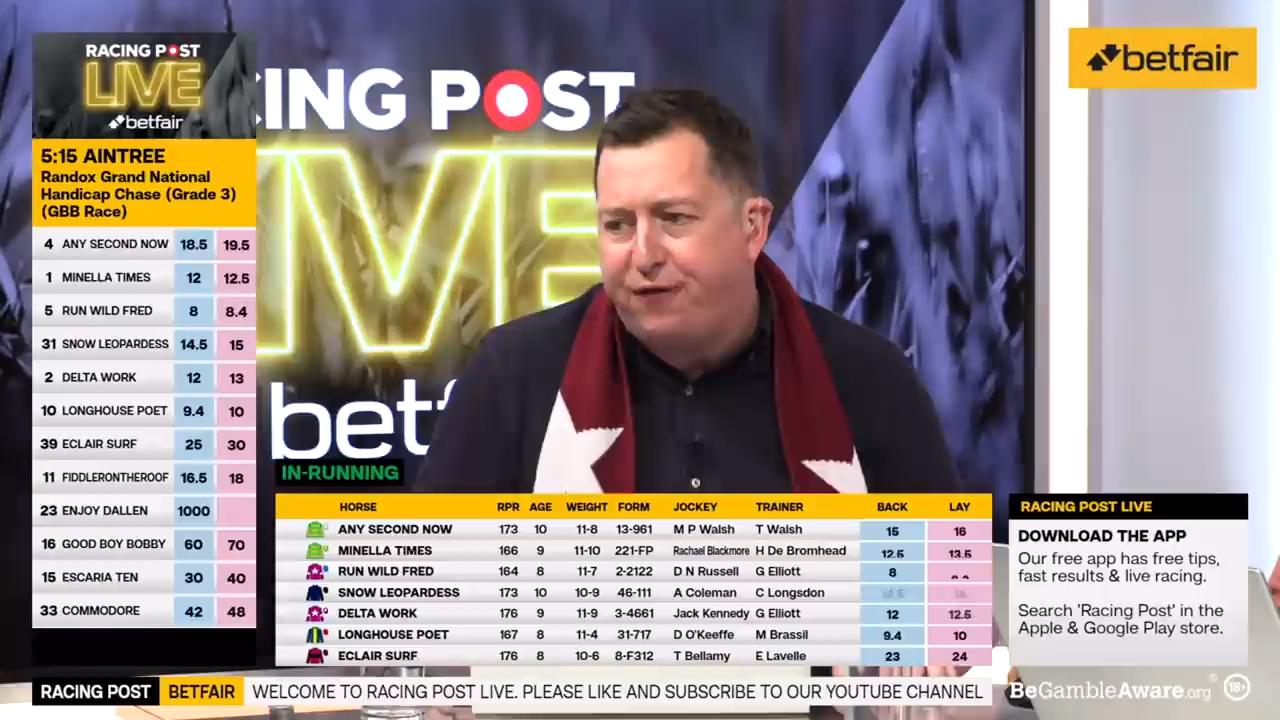 RACING POST
LIVE
betfair
5:15 AINTREE
Randox Grand National
Handicap Chase (Grade 3)
(GBB Race)
4 ANY SECOND NOW 18.5 19.5
1 MINELLA TIMES 12 12.5
5 RUN WILD FRED 8 8.4
31 SNOW LEOPARDESS 14.5 15
2 DELTA WORK 12 13
10 LONGHOUSE POET 9.4 10
39 ECLAIR SURF 25 30
11 FIDDLERONTHEROOF 16.5 18
23 ENJOY DALLEN 1000
16 GOOD BOY BOBBY 60 70
15 ESCARIA TEN 30 40
33 COMMODORE 42 48
CING POST
IVE
betf
betfair
IN-RUNNING
HORSE RPR AGE WEIGHT FORM JOCKEY TRAINER BACK LAY
ANY SECOND NOW 173 10 11-8 13-961 M P Walsh T Walsh 15 16
MINELLA TIMES 166 9 11-10 221-FP Rachael Blackmore H De Bromhead 12.5 13.5
RUN WILD FRED 164 8 11-7 2-2122 D N Russell G Elliott 8
SNOW LEOPARDESS 173 10 10-9 46-111 A Coleman C Longsdon
DELTA WORK 176 9 11-9 3-4661 Jack Kennedy G Elliott 12 12.5
LONGHOUSE POET 167 8 11-4 31-717 D O'Keeffe M Brassil 9.4 10
ECLAIR SURF 176 8 10-6 8-F312 T Bellamy E Lavelle 23 24
RACING POST LIVE
DOWNLOAD THE APP
Our free app has free tips,
fast results & live racing.
Search 'Racing Post' in the
Apple & Google Play store.
RACING POST BETFAIR WELCOME TO RACING POST LIVE. PLEASE LIKE AND SUBSCRIBE TO OUR YOUTUBE CHANNEL
BeGambleAware.org 18+